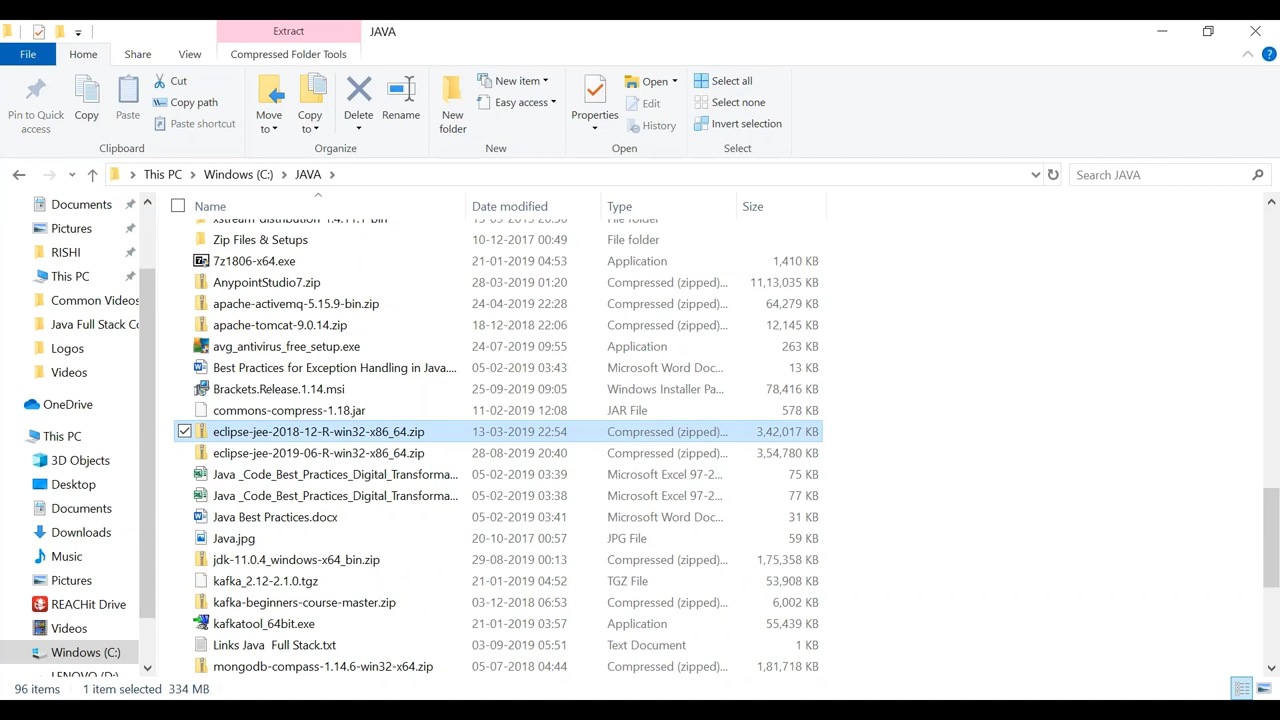 Extract
JAVA
File
Home
Share
View
Compressed Folder Tools
Pin to Quick access
Copy
Paste
Cut
Copy path
Paste shortcut
Clipboard
Move to
Copy to
Delete
Rename
Organize
New folder
New item
Easy access
New
Properties
Open
Edit
History
Open
Select all
Select none
Invert selection
Select
This PC
Windows (C:)
JAVA
Search JAVA
Documents
Pictures
RISHI
This PC
Common Videos
Java Full Stack Co
Logos
Videos
OneDrive
This PC
3D Objects
Desktop
Documents
Downloads
Music
Pictures
REACHit Drive
Videos
Windows (C:)
LENOVO (D:)
Name Date modified Type Size
xstream-distribution-1.4.11.1-bin 13-03-2019 20:50 File folder
Zip Files & Setups 10-12-2017 00:49 File folder
7z1806-x64.exe 21-01-2019 04:53 Application 1,410 KB
AnypointStudio7.zip 28-03-2019 01:20 Compressed (zipped)... 11,13,035 KB
apache-activemq-5.15.9-bin.zip 24-04-2019 22:28 Compressed (zipped)... 64,279 KB
apache-tomcat-9.0.14.zip 18-12-2018 22:06 Compressed (zipped)... 12,145 KB
avg_antivirus_free_setup.exe 24-07-2019 09:55 Application 263 KB
Best Practices for Exception Handling in Java.... 05-02-2019 03:43 Microsoft Word Doc... 13 KB
Brackets.Release.1.14.msi 25-09-2019 09:05 Windows Installer Pa... 78,416 KB
commons-compress-1.18.jar 11-02-2019 12:08 JAR File 578 KB
eclipse-jee-2018-12-R-win32-x86_64.zip 13-03-2019 22:54 Compressed (zipped)... 3,42,017 KB
eclipse-jee-2019-06-R-win32-x86_64.zip 28-08-2019 20:40 Compressed (zipped)... 3,54,780 KB
Java _Code_Best_Practices_Digital_Transforma... 05-02-2019 03:39 Microsoft Excel 97-2... 75 KB
Java _Code_Best_Practices_Digital_Transforma... 05-02-2019 03:38 Microsoft Excel 97-2... 77 KB
Java Best Practices.docx 05-02-2019 03:41 Microsoft Word Doc... 31 KB
Java.jpg 20-10-2017 00:57 JPG File 59 KB
jdk-11.0.4_windows-x64_bin.zip 29-08-2019 00:13 Compressed (zipped)... 1,75,358 KB
kafka_2.12-2.1.0.tgz 21-01-2019 04:52 TGZ File 53,908 KB
kafka-beginners-course-master.zip 03-12-2018 06:53 Compressed (zipped)... 6,002 KB
kafkatool_64bit.exe 21-01-2019 03:57 Application 55,439 KB
Links Java Full Stack.txt 03-09-2019 05:51 Text Document 1 KB
mongodb-compass-1.14.6-win32-x64.zip 05-07-2018 04:44 Compressed (zipped)... 1,81,718 KB
96 items 1 item selected 334 MB